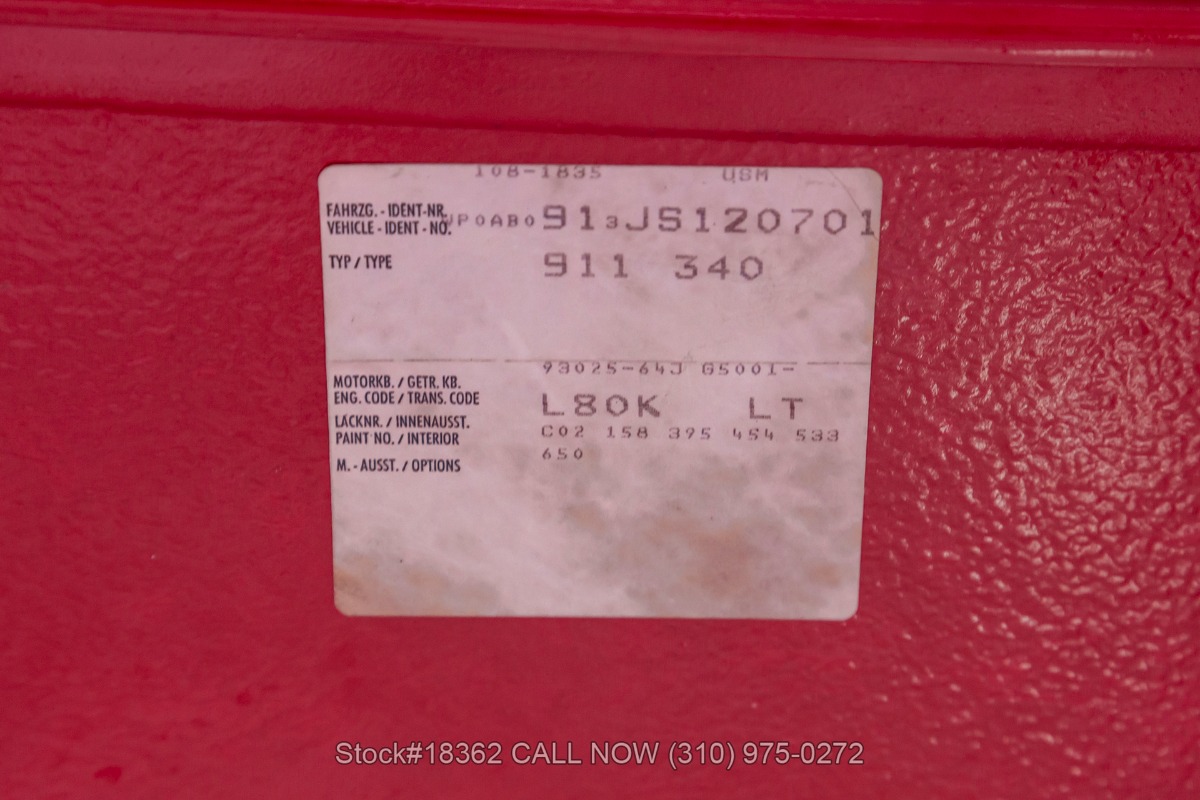 108-1835 USM
FAHRZG. - IDENT-NR.
VEHICLE - IDENT - NO. WP0AB0913JS120701
TYP / TYPE 911 340
93025-64J G5001-
MOTORKB. / GETR. KB.
ENG. CODE / TRANS. CODE L80K LT
LACKNR. / INNENAUSST.
PAINT NO. / INTERIOR C02 158 395 454 533
M. - AUSST. / OPTIONS 650
Stock#18362 CALL NOW (310) 975-0272